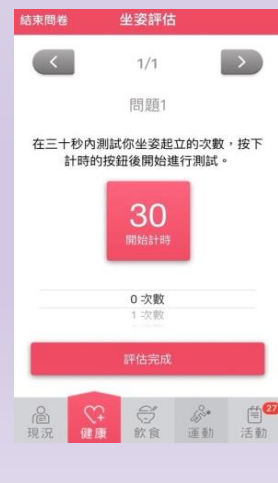 結束問卷 坐姿評估
1/1
問題1
在三十秒內測試你坐姿起立的次數，按下
計時的按鈕後開始進行測試。
30
開始計時
0 次數
1 次數
評估完成
27
現況 健康 飲食 運動 活動